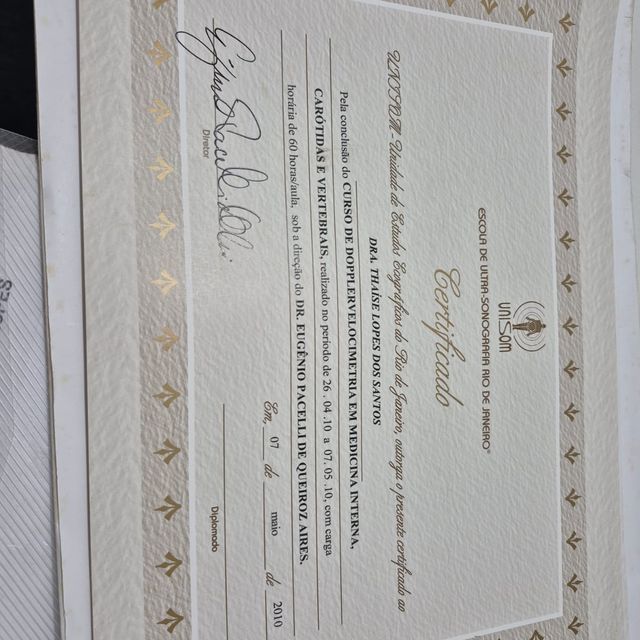 UNISOM
ESCOLA DE ULTRA-SONOGRAFIA RIO DE JANEIRO®
Certificado
UNISOM - Unidade de Estudos Ecográficos do Rio de Janeiro, outorga o presente certificado ao
DRA. THAÍSE LOPES DOS SANTOS
Pela conclusão do CURSO DE DOPPLERVELOCIMETRIA EM MEDICINA INTERNA,
CARÓTIDAS E VERTEBRAIS, realizado no período de 26 . 04 .10, a 07. 05 .10, com carga
horária de 60 horas/aula, sob a direção do DR. EUGÊNIO PACELLI DE QUEIROZ AIRES.
Em, 07 de maio de 2010
Diretor
Diplomado